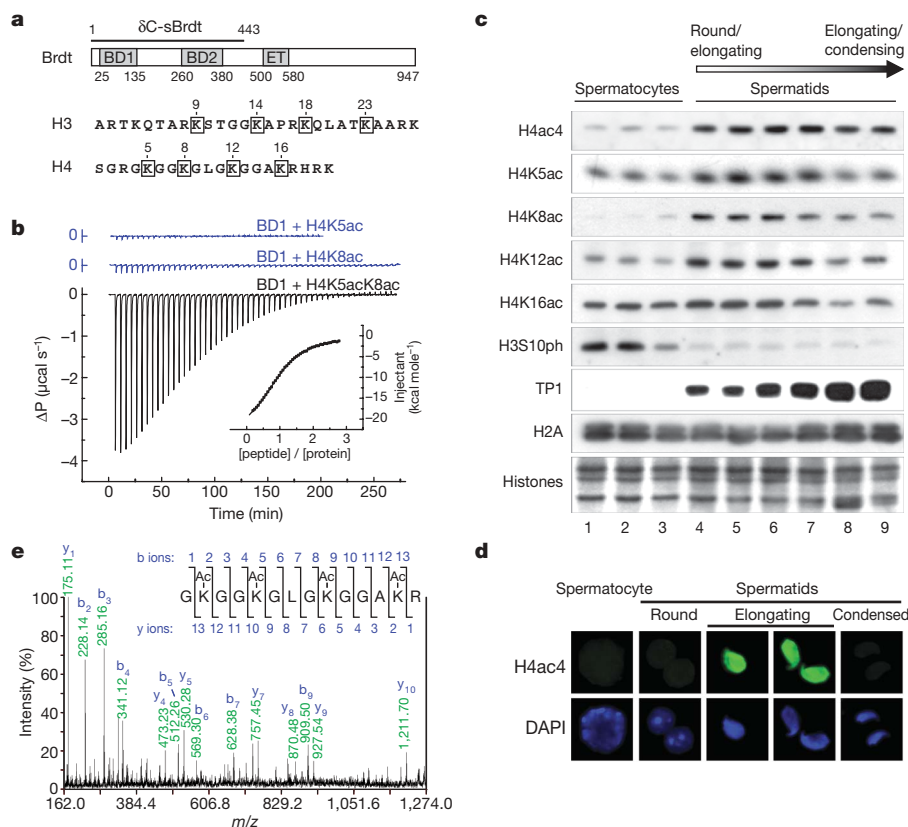 a
1 δC-sBrdt 443
Brdt BD1 BD2 ET
25 135 260 380 500 580 947
9 14 18 23
H3 ARTKQTARKSTGGKAPRKQLATKAARK
5 8 12 16
H4 SGRGKGGKGLGKGGAKRHRK
b
0 BD1 + H4K5ac
0 BD1 + H4K8ac
BD1 + H4K5acK8ac
0
−1
−2
−3
−4
ΔP (µcal s⁻¹)
0
−5
−10
−15
−20
Injectant
(kcal mole⁻¹)
0 1 2 3
[peptide] / [protein]
0 50 100 150 200 250
Time (min)
c
Round/
elongating
Elongating/
condensing
Spermatocytes Spermatids
H4ac4
H4K5ac
H4K8ac
H4K12ac
H4K16ac
H3S10ph
TP1
H2A
Histones
1 2 3 4 5 6 7 8 9
d
Spermatocyte Spermatids
Round Elongating Condensed
H4ac4
DAPI
e
b ions: 1 2 3 4 5 6 7 8 9 10 11 12 13
Ac Ac Ac Ac
G K G G K G L G K G G A K R
y ions: 13 12 11 10 9 8 7 6 5 4 3 2 1
y1 175.11
b2 228.14
b3 285.16
b4 341.12
y4 473.23
b5 512.26
y5 530.28
b6 569.30
b7 628.38
y7 757.45
y8 870.48
b9 909.50
y9 927.54
y10 1,211.70
100
80
60
40
20
0
Intensity (%)
162.0 384.4 606.8 829.2 1,051.6 1,274.0
m/z